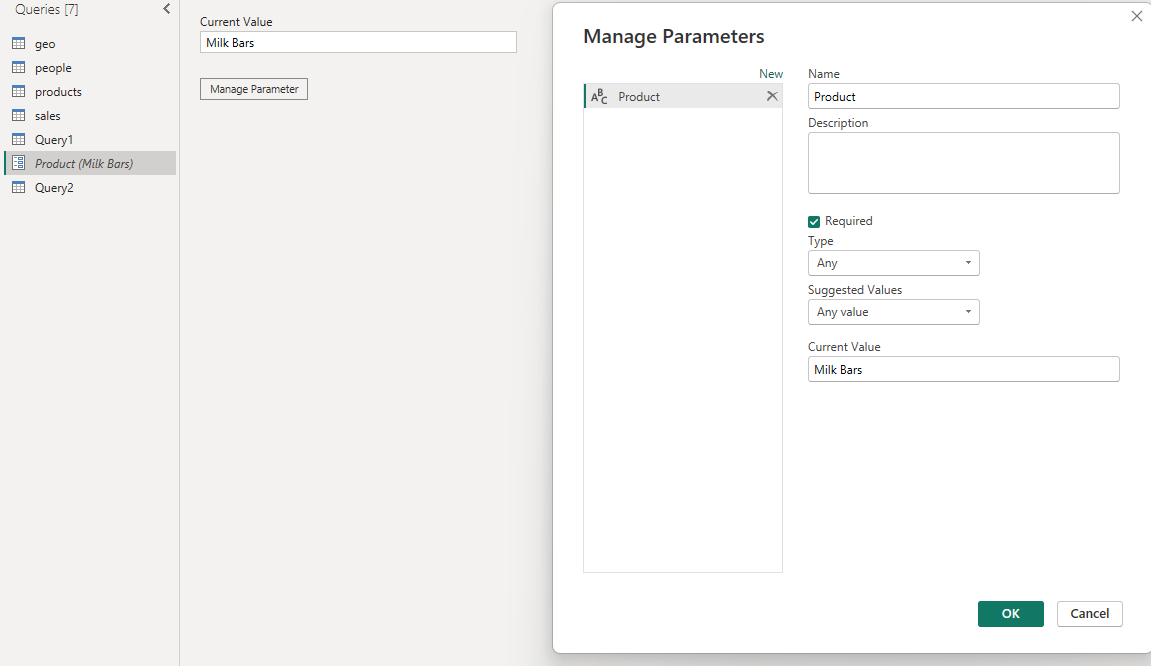 Queries [7]
geo
people
products
sales
Query1
Product (Milk Bars)
Query2
Current Value
Milk Bars
Manage Parameter
Manage Parameters
New
ABC Product
Name
Product
Description
Required
Type
Any
Suggested Values
Any value
Current Value
Milk Bars
OK
Cancel